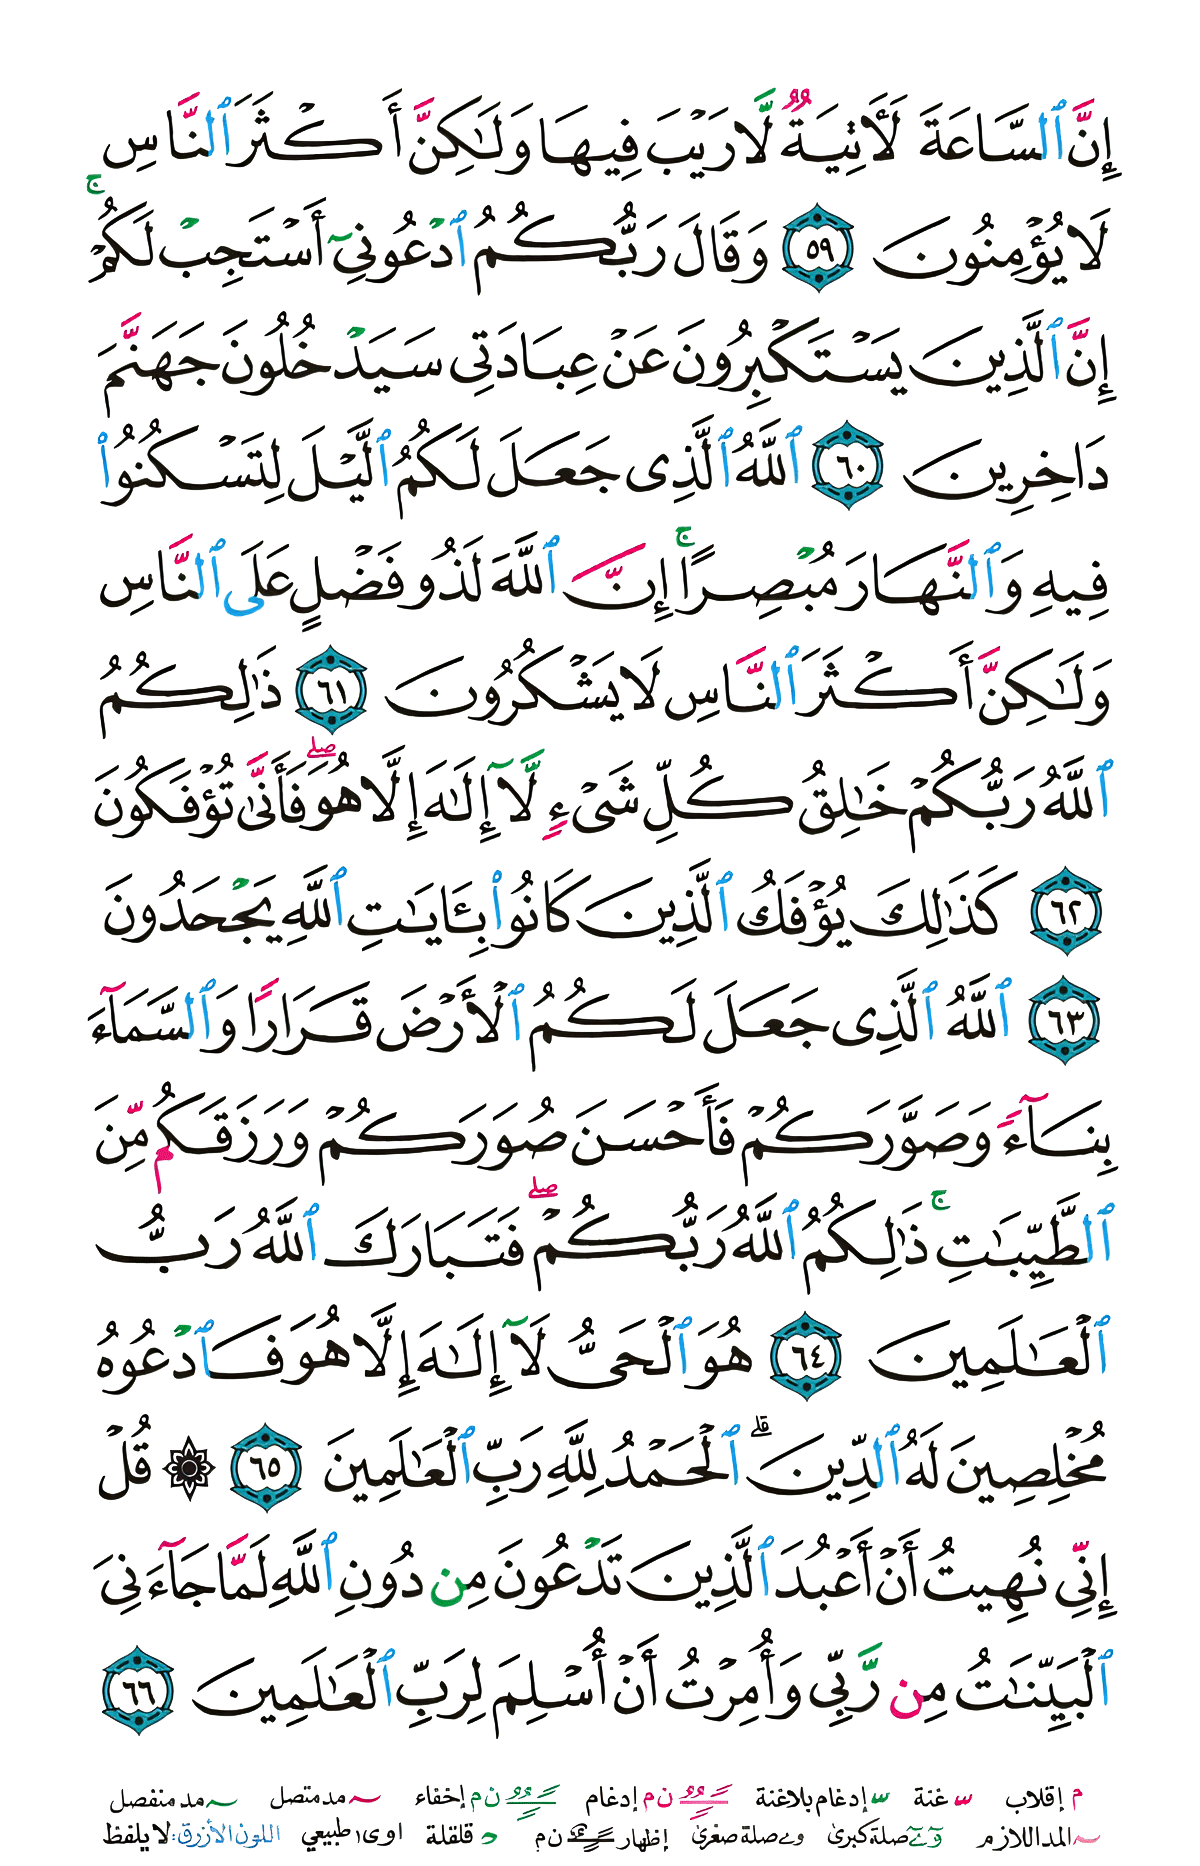 إِنَّ ٱلسَّاعَةَ لَأَتِيَةٌ لَّا رَيْبَ فِيهَا وَلَٰكِنَّ أَكْثَرَ ٱلنَّاسِ
لَا يُؤْمِنُونَ ٥٩ وَقَالَ رَبُّكُمُ ٱدْعُونِيٓ أَسْتَجِبْ لَكُمْ ۚ
إِنَّ ٱلَّذِينَ يَسْتَكْبِرُونَ عَنْ عِبَادَتِي سَيَدْخُلُونَ جَهَنَّمَ
دَاخِرِينَ ٦٠ ٱللَّهُ ٱلَّذِى جَعَلَ لَكُمُ ٱلَّيْلَ لِتَسْكُنُوا۟
فِيهِ وَٱلنَّهَارَ مُبْصِرًا ۚ إِنَّ ٱللَّهَ لَذُو فَضْلٍ عَلَى ٱلنَّاسِ
وَلَٰكِنَّ أَكْثَرَ ٱلنَّاسِ لَا يَشْكُرُونَ ٦١ ذَٰلِكُمُ
ٱللَّهُ رَبُّكُمْ خَٰلِقُ كُلِّ شَىْءٍ لَّآ إِلَٰهَ إِلَّا هُوَ ۖ فَأَنَّىٰ تُؤْفَكُونَ
٦٢ كَذَٰلِكَ يُؤْفَكُ ٱلَّذِينَ كَانُوا۟ بِـَٔايَٰتِ ٱللَّهِ يَجْحَدُونَ
٦٣ ٱللَّهُ ٱلَّذِى جَعَلَ لَكُمُ ٱلْأَرْضَ قَرَارًا وَٱلسَّمَآءَ
بِنَآءً وَصَوَّرَكُمْ فَأَحْسَنَ صُوَرَكُمْ وَرَزَقَكُم مِّنَ
ٱلطَّيِّبَٰتِ ۚ ذَٰلِكُمُ ٱللَّهُ رَبُّكُمْ ۖ فَتَبَارَكَ ٱللَّهُ رَبُّ
ٱلْعَٰلَمِينَ ٦٤ هُوَ ٱلْحَىُّ لَآ إِلَٰهَ إِلَّا هُوَ فَٱدْعُوهُ
مُخْلِصِينَ لَهُ ٱلدِّينَ ۗ ٱلْحَمْدُ لِلَّهِ رَبِّ ٱلْعَٰلَمِينَ ٦٥ ۞ قُلْ
إِنِّي نُهِيتُ أَنْ أَعْبُدَ ٱلَّذِينَ تَدْعُونَ مِن دُونِ ٱللَّهِ لَمَّا جَآءَنِىَ
ٱلْبَيِّنَٰتُ مِن رَّبِّي وَأُمِرْتُ أَنْ أُسْلِمَ لِرَبِّ ٱلْعَٰلَمِينَ ٦٦
م إقلاب غنة إدغام بلاغنة ن م إدغام ن م إخفاء مد متصل مد منفصل
المد اللازم صلة كبرى و ے صلة صغرى إظهار ن م قلقلة اوى طبيعي اللون الأزرق: لا يلفظ